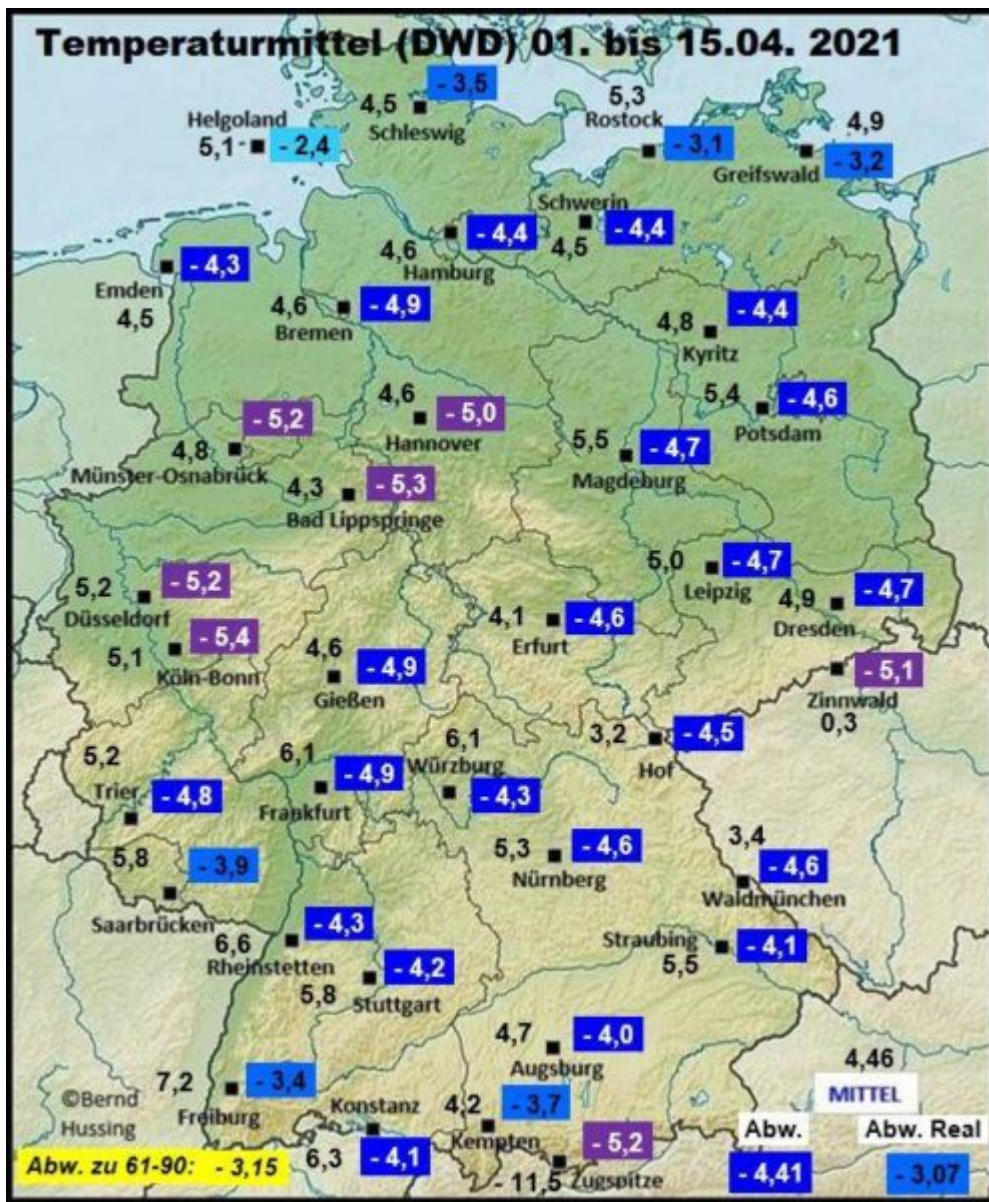 Temperaturmittel (DWD) 01. bis 15.04. 2021
- 3,5
4,5
Schleswig
5,3
Rostock
- 3,1
4,9
- 3,2
Greifswald
Helgoland
5,1
- 2,4
Schwerin
- 4,4
4,5
- 4,4
4,6
Hamburg
- 4,3
Emden
4,5
4,6
- 4,9
Bremen
- 4,4
4,8
Kyritz
4,6
- 5,0
Hannover
5,4
- 4,6
Potsdam
- 5,2
4,8
Münster-Osnabrück
5,5
- 4,7
Magdeburg
4,3
- 5,3
Bad Lippspringe
5,0
- 4,7
Leipzig
5,2
- 5,2
Düsseldorf
4,1
- 4,6
Erfurt
4,9
- 4,7
Dresden
- 5,4
5,1
Köln-Bonn
4,6
- 4,9
Gießen
- 5,1
Zinnwald
0,3
3,2
- 4,5
Hof
5,2
Trier
- 4,8
6,1
- 4,9
Frankfurt
6,1
Würzburg
- 4,3
5,8
- 3,9
Saarbrücken
5,3
- 4,6
Nürnberg
3,4
- 4,6
Waldmünchen
- 4,3
6,6
Rheinstetten
Straubing
- 4,1
5,5
- 4,2
5,8
Stuttgart
4,7
- 4,0
Augsburg
7,2
- 3,4
Freiburg
©Bernd
Hussing
Konstanz
6,3
- 4,1
4,2
- 3,7
Kempten
- 5,2
- 11,5
Zugspitze
4,46
MITTEL
Abw.
Abw. Real
- 4,41
- 3,07
Abw. zu 61-90: - 3,15